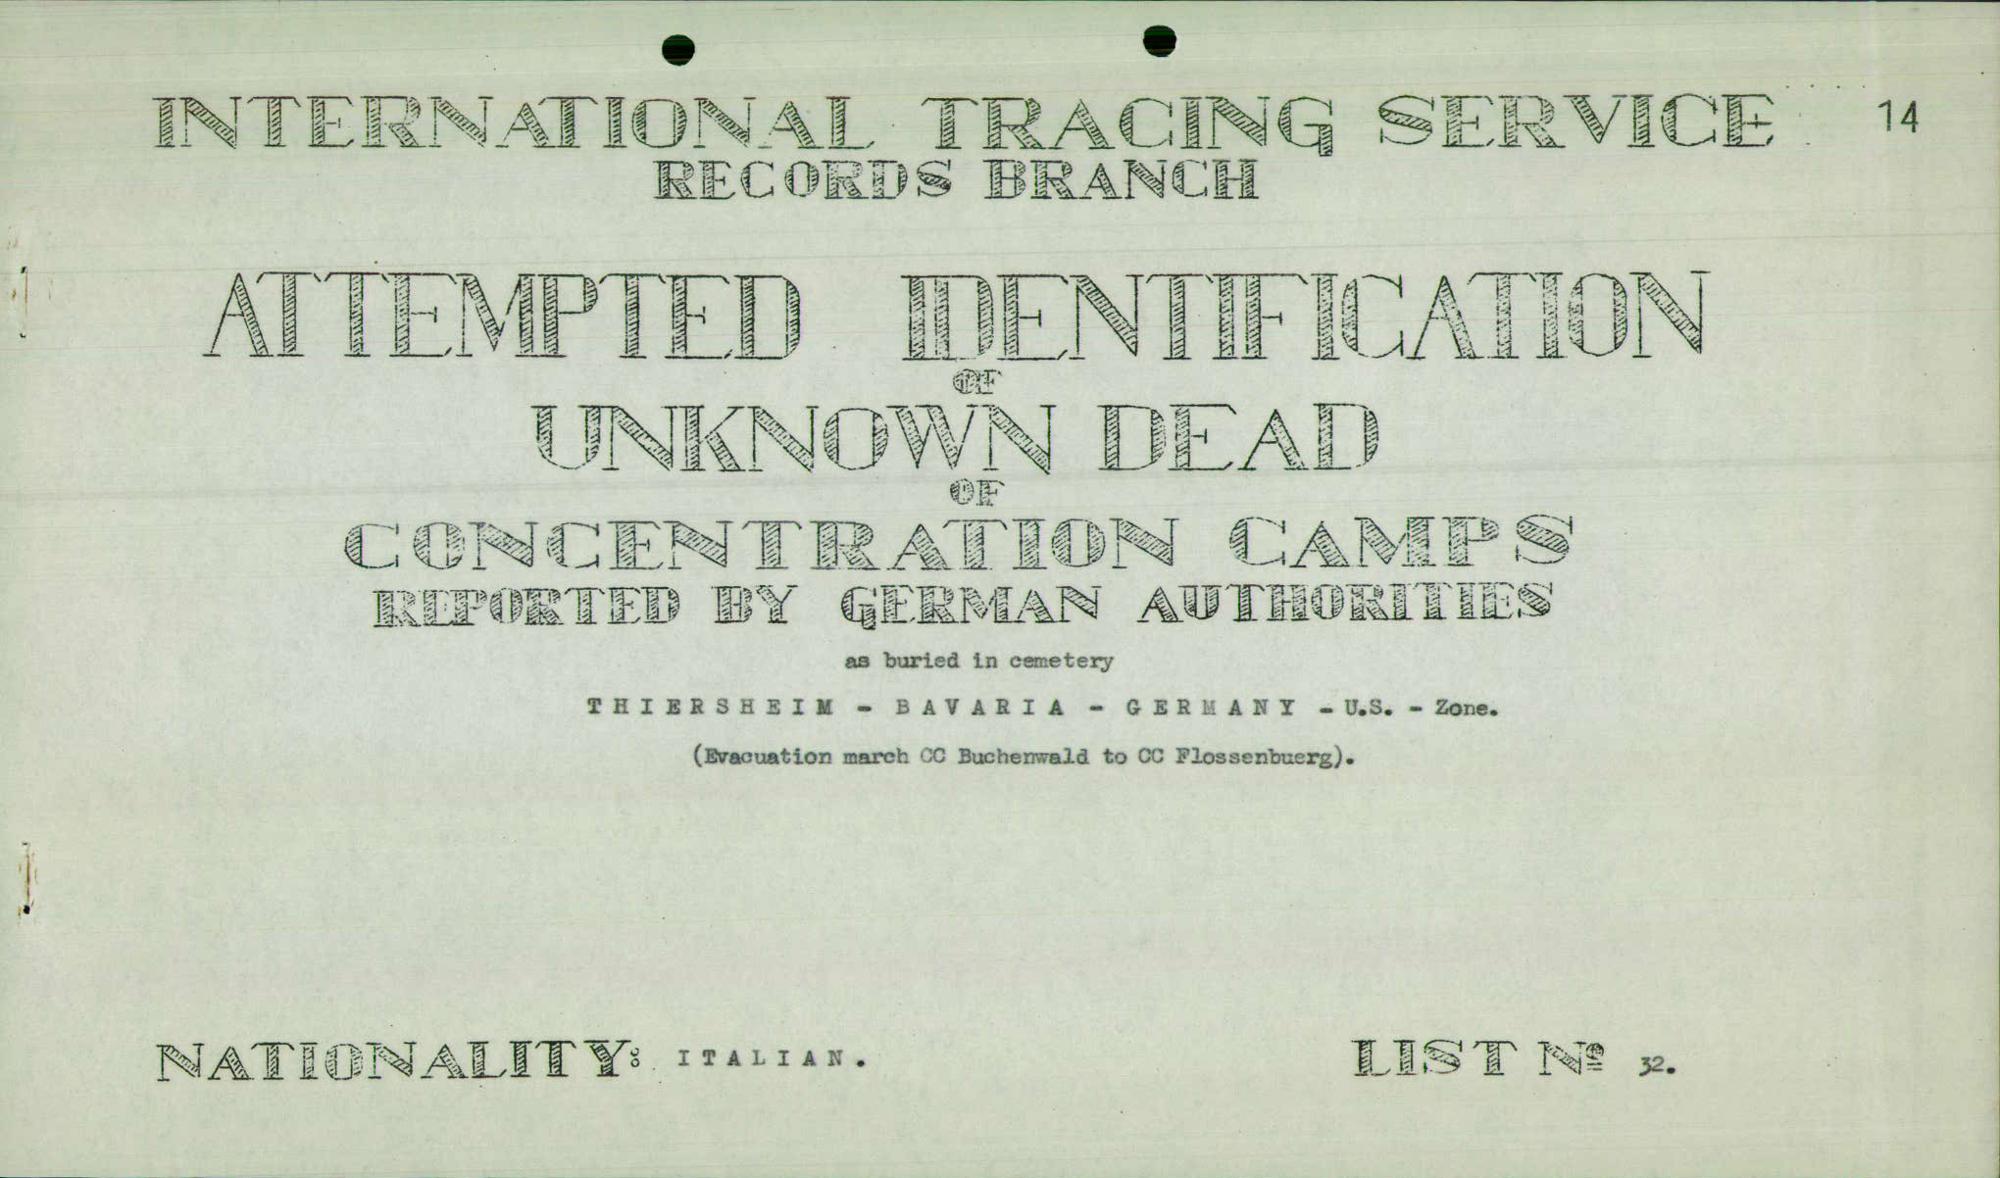 INTERNATIONAL TRACING SERVICE 14
RECORDS BRANCH
ATTEMPTED IDENTIFICATION
OF
UNKNOWN DEAD
OF
CONCENTRATION CAMPS
REPORTED BY GERMAN AUTHORITIES
as buried in cemetery
THIERSHEIM - BAVARIA - GERMANY - U.S. - Zone.
(Evacuation march CC Buchenwald to CC Flossenbuerg).
NATIONALITY: ITALIAN. LIST Nº 32.